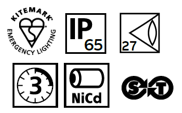 KITEMARK
EMERGENCY LIGHTING
IP
65
27
3
NiCd
S T